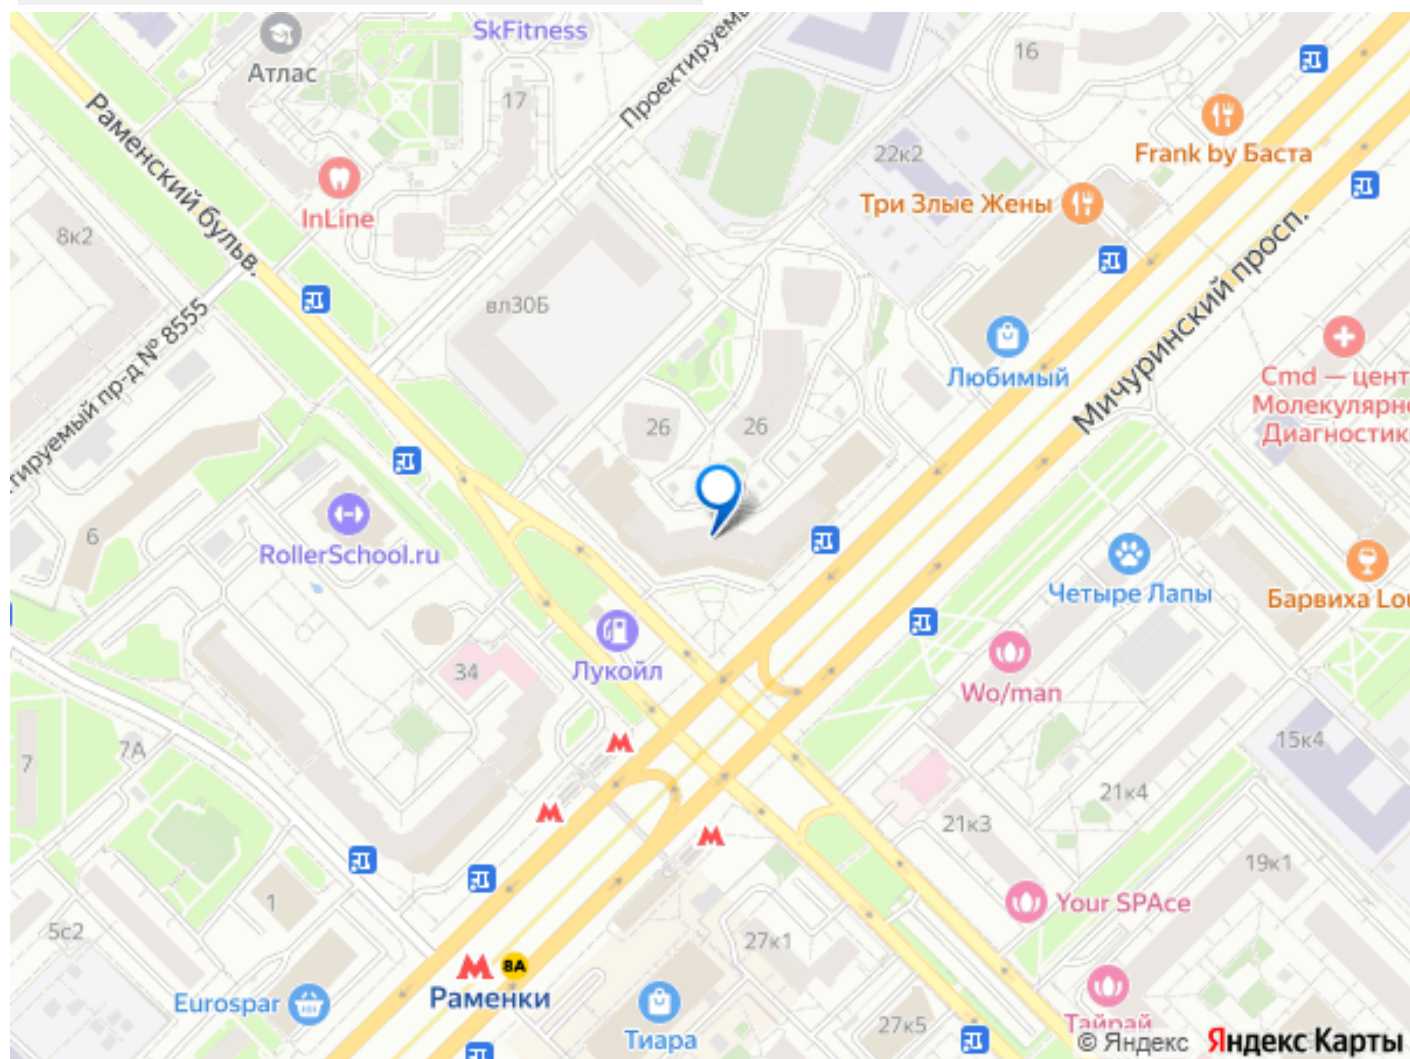 SkFitness
Атлас
16
17
Проектируем
Раменский бульв.
Frank by Баста
22к2
InLine
Три Злые Жены
8к2
Мичуринский просп.
вл30Б
тируемый пр-д № 8555
Любимый
Cmd — цент
Молекулярно
Диагностик
26
26
6
RollerSchool.ru
Четыре Лапы
Барвиха Lou
Лукойл
34
Wo/man
7А
7
15к4
21к4
21к3
19к1
1
Your SPAce
5с2
27к1
8А
Раменки
Eurospar
Тиара
27к5
Тайрай
© Яндекс Яндекс Карты